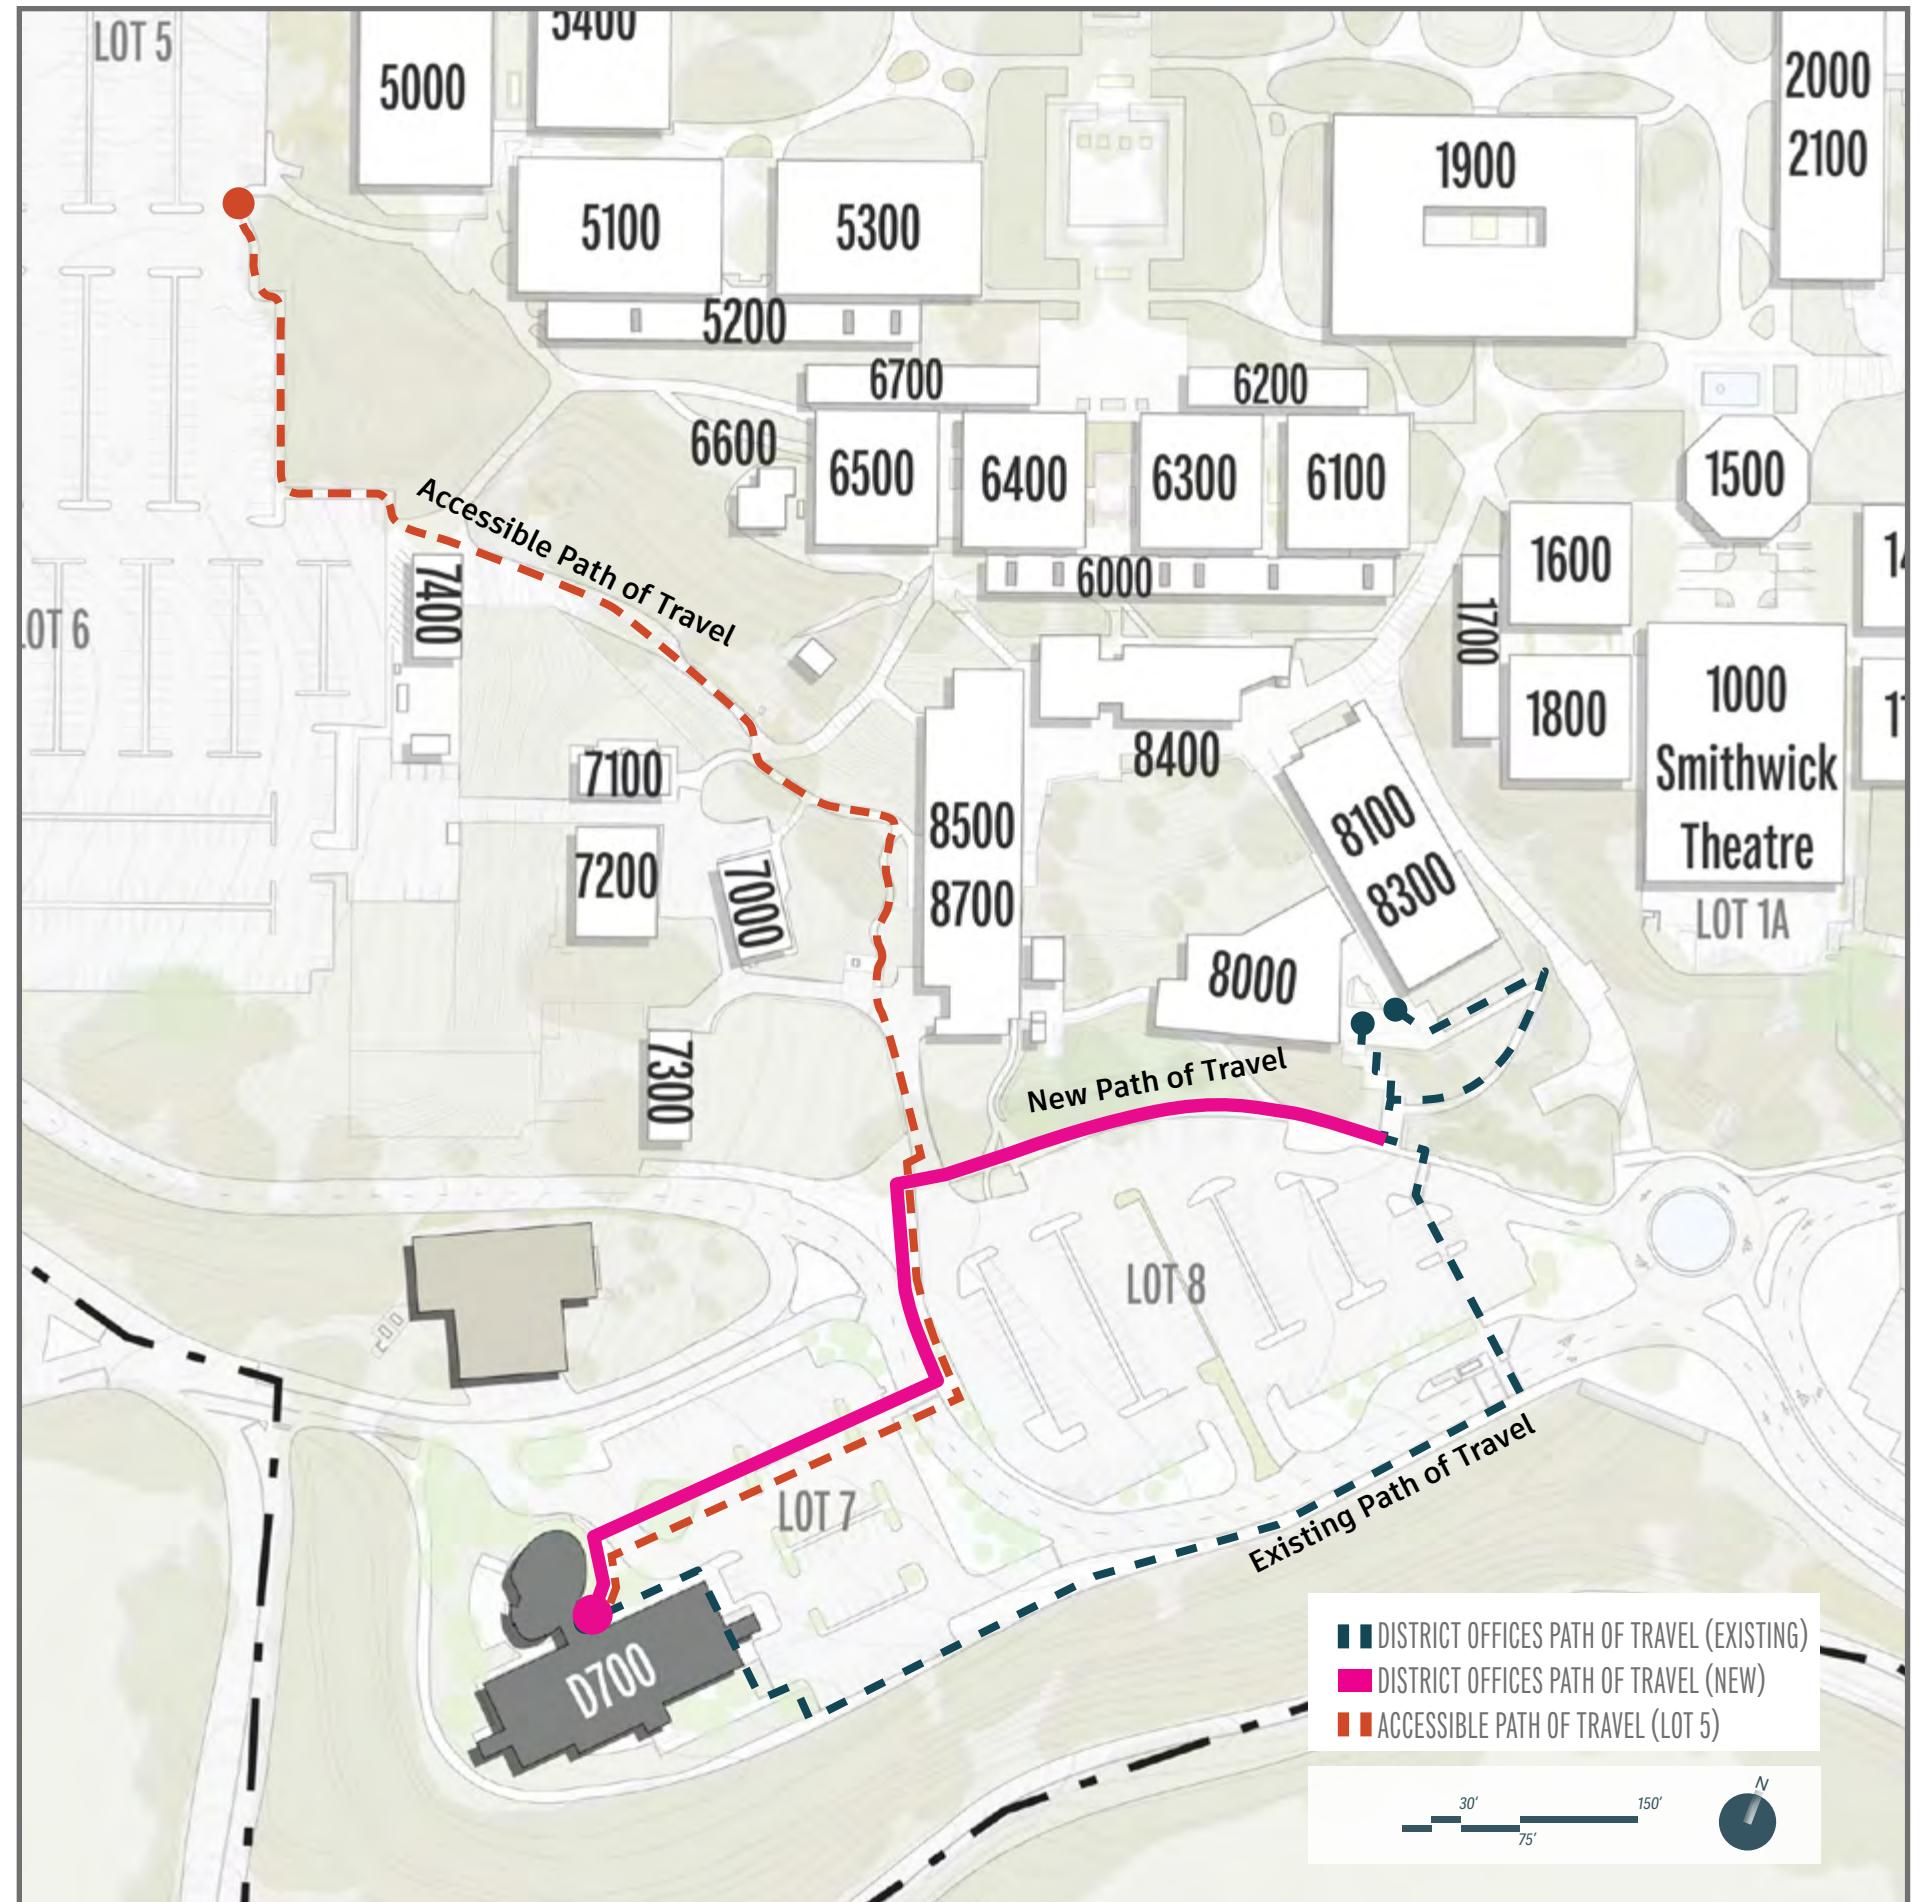 LOT 5
5400
5000
2000
2100
1900
5100
5300
5200
6700
6200
6600
6500
6400
6300
6100
1500
Accessible Path of Travel
7400
6000
1600
1700
LOT 6
1000
Smithwick
Theatre
1800
8400
7100
8100
8300
8500
8700
7200
7000
LOT 1A
8000
7300
New Path of Travel
LOT 8
LOT 7
Existing Path of Travel
D700
DISTRICT OFFICES PATH OF TRAVEL (EXISTING)
DISTRICT OFFICES PATH OF TRAVEL (NEW)
ACCESSIBLE PATH OF TRAVEL (LOT 5)
N
30'
150'
75'